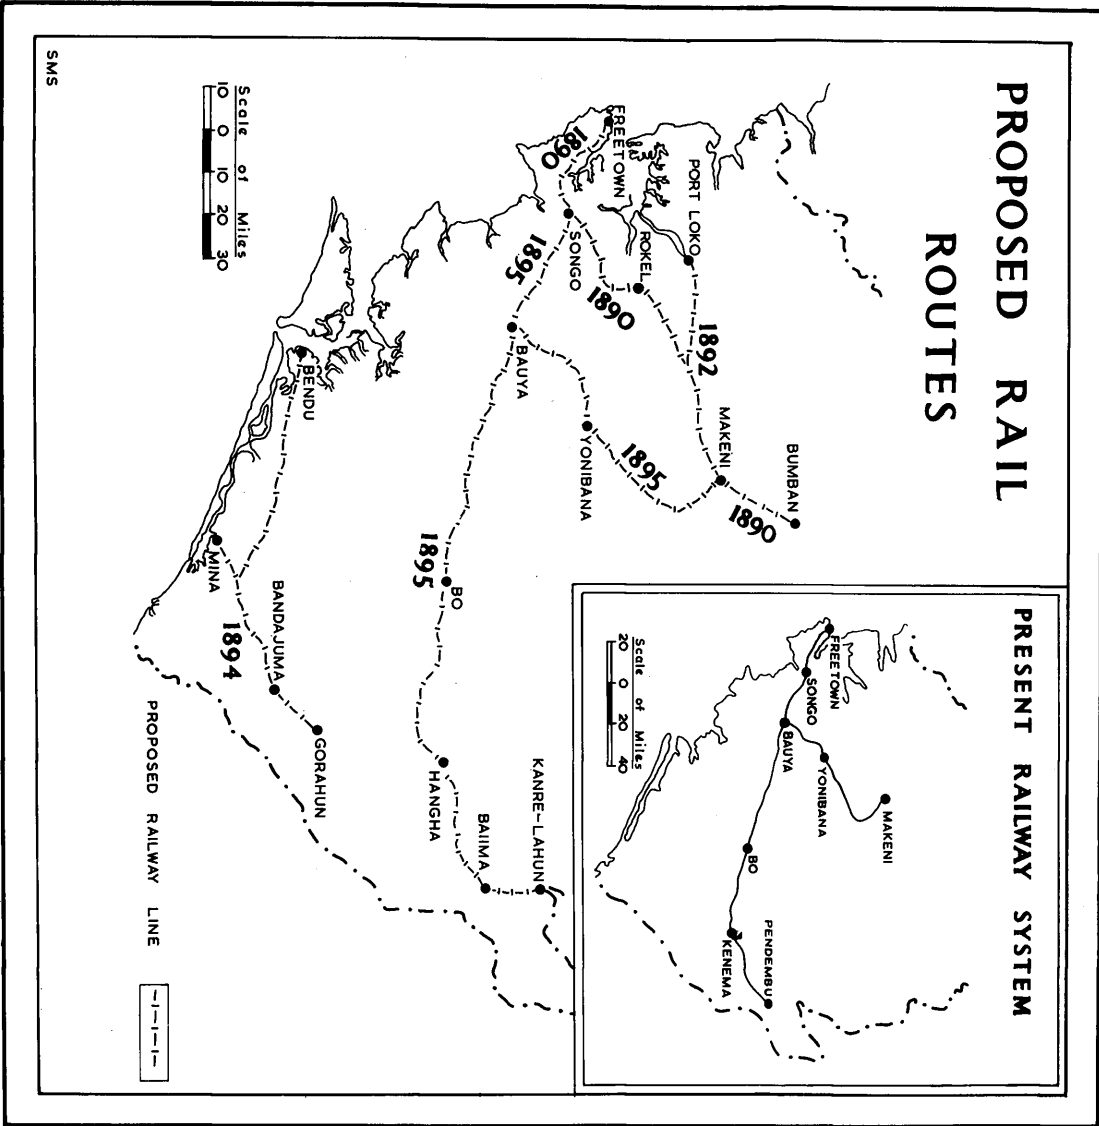 PROPOSED RAIL
ROUTES
BUMBAN
1890
MAKENI
PORT LOKO
1892
ROKEL
1890
FREETOWN
1890
SONGO
1895
YONIBANA
1895
BAUYA
BO
1895
HANGHA
BAIIMA
KANRE-LAHUN
BENDU
MINA
1894
BANDAJUMA
GORAHUN
Scale of Miles
10 0 10 20 30
PROPOSED RAILWAY LINE
SMS
PRESENT RAILWAY SYSTEM
FREETOWN
SONGO
BAUYA
YONIBANA
MAKENI
BO
KENEMA
PENDEMBU
Scale of Miles
20 0 20 40